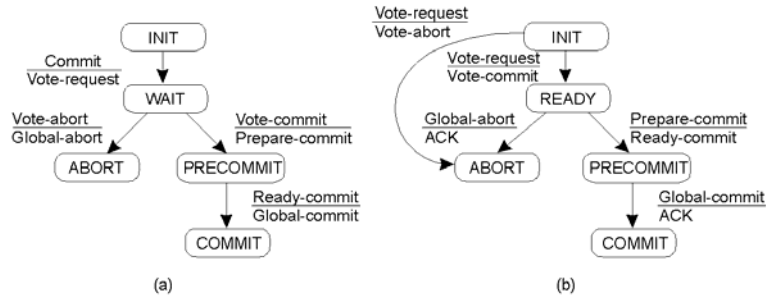 INIT
Commit
Vote-request
WAIT
Vote-abort
Global-abort
Vote-commit
Prepare-commit
ABORT
PRECOMMIT
Ready-commit
Global-commit
COMMIT
(a)
Vote-request
Vote-abort
INIT
Vote-request
Vote-commit
READY
Global-abort
ACK
Prepare-commit
Ready-commit
ABORT
PRECOMMIT
Global-commit
ACK
COMMIT
(b)